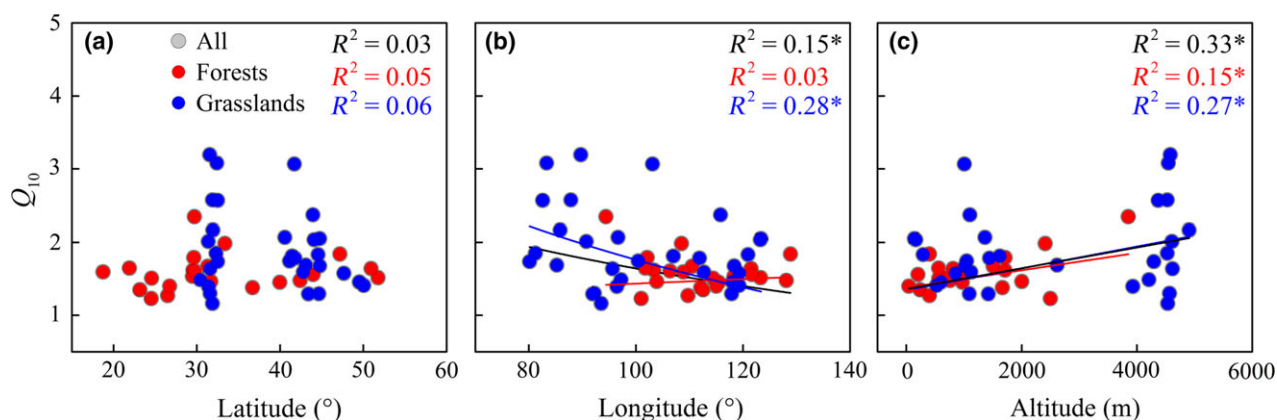 (a) All R² = 0.03
Forests R² = 0.05
Grasslands R² = 0.06
(b) R² = 0.15*
R² = 0.03
R² = 0.28*
(c) R² = 0.33*
R² = 0.15*
R² = 0.27*
Q₁₀
5
4
3
2
1
20 30 40 50 60
Latitude (°)
80 100 120 140
Longitude (°)
0 2000 4000 6000
Altitude (m)